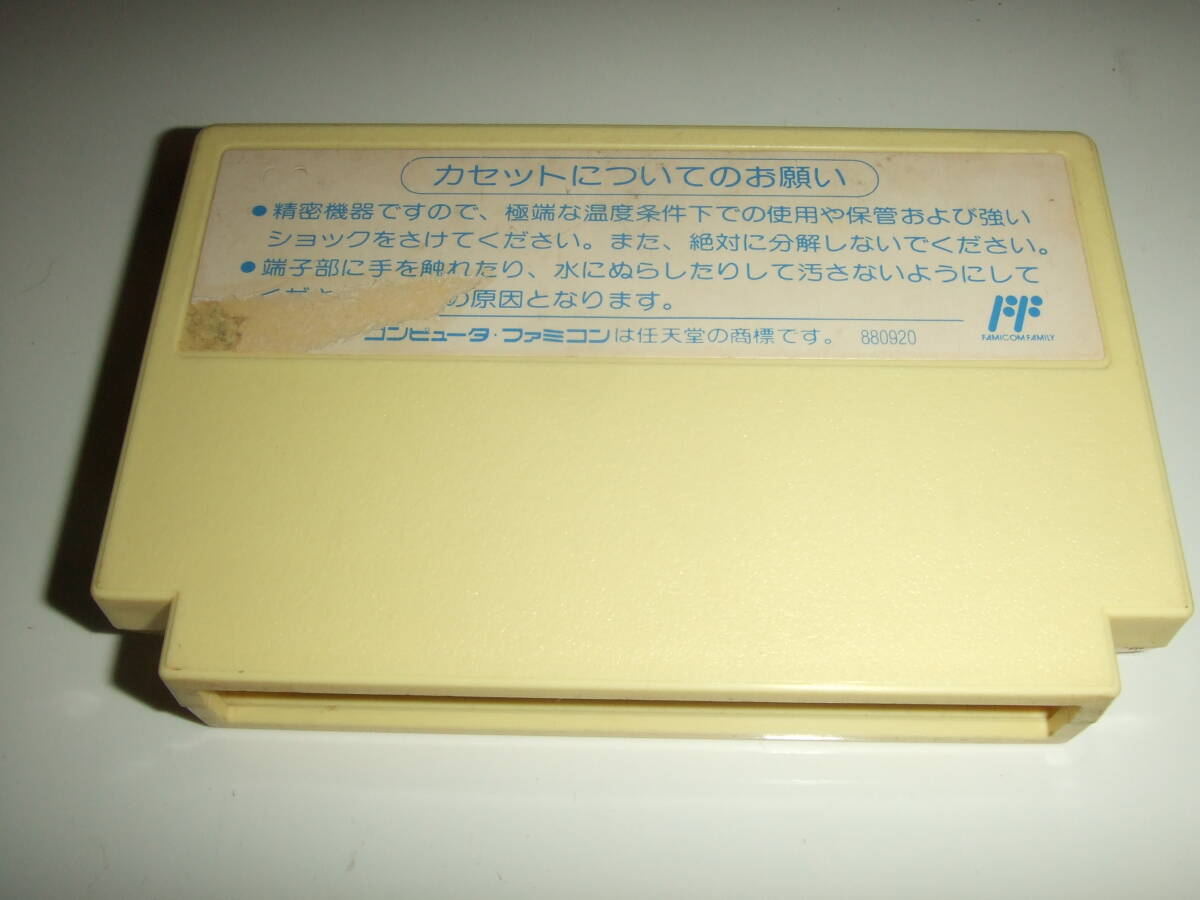 カセットについてのお願い
●精密機器ですので、極端な温度条件下での使用や保管および強い
ショックをさけてください。また、絶対に分解しないでください。
●端子部に手を触れたり、水にぬらしたりして汚さないようにして
の原因となります。
コンピュータ・ファミコンは任天堂の商標です。 880920
FAMICOM FAMILY